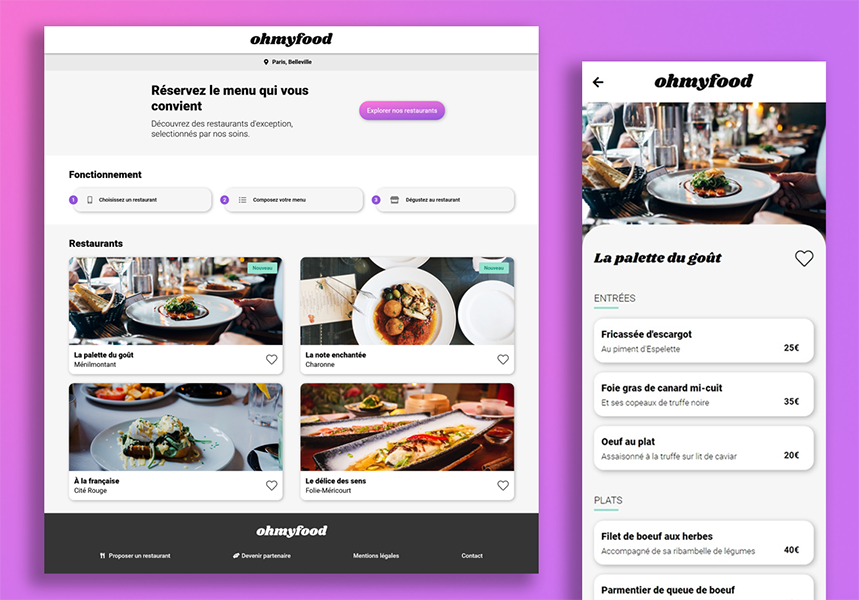 ohmyfood
Paris, Belleville
Réservez le menu qui vous
convient
Découvrez des restaurants d'exception,
selectionnés par nos soins.
Explorer nos restaurants
Fonctionnement
1 Choisissez un restaurant
2 Composez votre menu
3 Dégustez au restaurant
Restaurants
Nouveau
La palette du goût
Ménilmontant
Nouveau
La note enchantée
Charonne
À la française
Cité Rouge
Le délice des sens
Folie-Méricourt
ohmyfood
Proposer un restaurant
Devenir partenaire
Mentions légales
Contact
ohmyfood
La palette du goût
ENTRÉES
Fricassée d'escargot
Au piment d'Espelette 25€
Foie gras de canard mi-cuit
Et ses copeaux de truffe noire 35€
Oeuf au plat
Assaisonné à la truffe sur lit de caviar 20€
PLATS
Filet de boeuf aux herbes
Accompagné de sa ribambelle de légumes 40€
Parmentier de queue de boeuf